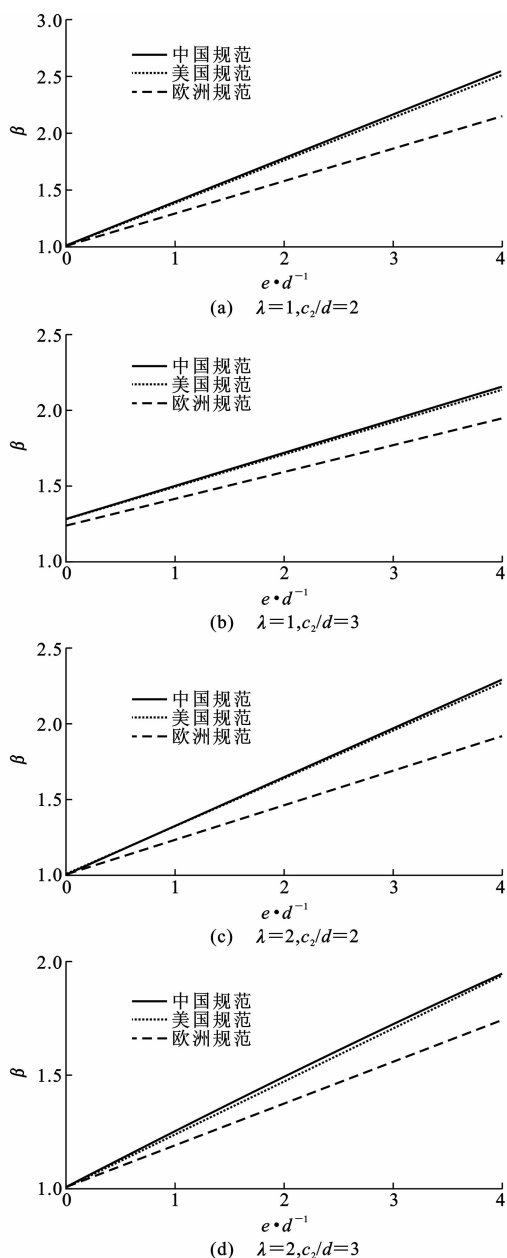 3.0
2.5
2.0
1.5
1.0
β
中国规范
美国规范
欧洲规范
0 1 2 3 4
e·d⁻¹
(a) λ=1,c₂/d=2
2.5
2.0
1.5
1.0
β
中国规范
美国规范
欧洲规范
0 1 2 3 4
e·d⁻¹
(b) λ=1,c₂/d=3
2.5
2.0
1.5
1.0
β
中国规范
美国规范
欧洲规范
0 1 2 3 4
e·d⁻¹
(c) λ=2,c₂/d=2
2.0
1.5
1.0
β
中国规范
美国规范
欧洲规范
0 1 2 3 4
e·d⁻¹
(d) λ=2,c₂/d=3